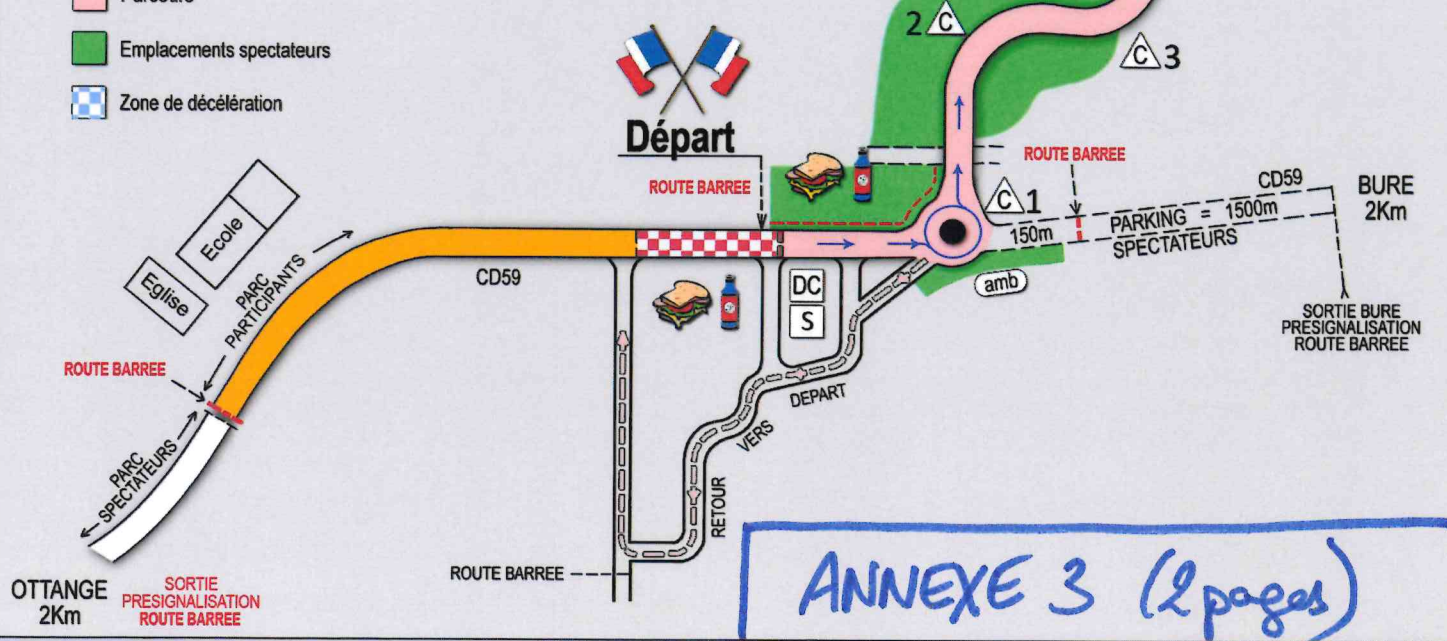 Parcours
Emplacements spectateurs
Zone de décélération
2 C
C 3
Départ
ROUTE BARREE
ROUTE BARREE
C 1
CD59
BURE
2Km
150m
PARKING = 1500m
SPECTATEURS
amb
SORTIE BURE
PRESIGNALISATION
ROUTE BARREE
Ecole
Eglise
PARC
PARTICIPANTS
CD59
DC
S
DEPART
VERS
RETOUR
ROUTE BARREE
PARC
SPECTATEURS
OTTANGE
2Km
SORTIE
PRESIGNALISATION
ROUTE BARREE
ROUTE BARREE
ANNEXE 3 (2 pages)